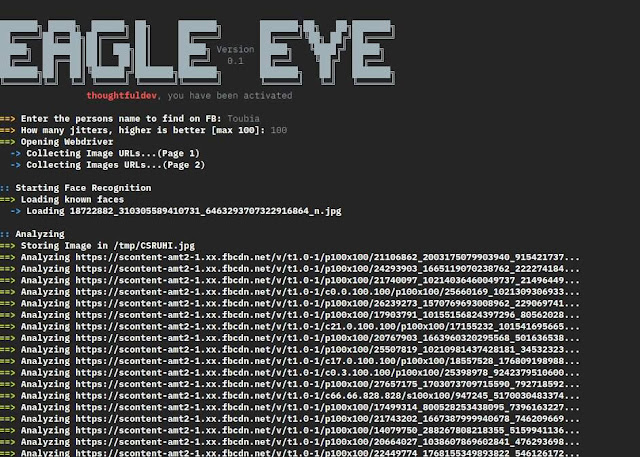 EAGLE EYE
Version
0.1
thoughtfuldev, you have been activated
==> Enter the persons name to find on FB: Toubia
==> How many jitters, higher is better [max 100]: 100
==> Opening Webdriver
-> Collecting Image URLs...(Page 1)
-> Collecting Images URLs...(Page 2)
:: Starting Face Recognition
==> Loading known faces
-> Loading 18722882_310305589410731_6463293707322916864_n.jpg
:: Analyzing
==> Storing Image in /tmp/CSRUHI.jpg
==> Analyzing https://scontent-amt2-1.xx.fbcdn.net/v/t1.0-1/p100x100/21106862_2003175079903940_915421737...
==> Analyzing https://scontent-amt2-1.xx.fbcdn.net/v/t1.0-1/p100x100/24293903_1665119070238762_222274184...
==> Analyzing https://scontent-amt2-1.xx.fbcdn.net/v/t1.0-1/p100x100/21740097_10214036460049737_21496449...
==> Analyzing https://scontent-amt2-1.xx.fbcdn.net/v/t1.0-1/c0.0.100.100/p100x100/25660169_1021309306933...
==> Analyzing https://scontent-amt2-1.xx.fbcdn.net/v/t1.0-1/p100x100/26239273_1570769693008962_229069741...
==> Analyzing https://scontent-amt2-1.xx.fbcdn.net/v/t1.0-1/p100x100/17903791_10155156824397296_80562028...
==> Analyzing https://scontent-amt2-1.xx.fbcdn.net/v/t1.0-1/c21.0.100.100/p100x100/17155232_101541695665...
==> Analyzing https://scontent-amt2-1.xx.fbcdn.net/v/t1.0-1/p100x100/20767903_1663960320295568_501636538...
==> Analyzing https://scontent-amt2-1.xx.fbcdn.net/v/t1.0-1/p100x100/25507819_10210981437428181_34532323...
==> Analyzing https://scontent-amt2-1.xx.fbcdn.net/v/t1.0-1/c17.0.100.100/p100x100/18557528_176809198988...
==> Analyzing https://scontent-amt2-1.xx.fbcdn.net/v/t1.0-1/c0.3.100.100/p100x100/25398978_9242379510600...
==> Analyzing https://scontent-amt2-1.xx.fbcdn.net/v/t1.0-1/p100x100/27657175_1703073709715590_792718592...
==> Analyzing https://scontent-amt2-1.xx.fbcdn.net/v/t1.0-1/c66.66.828.828/s100x100/947245_5170030483374...
==> Analyzing https://scontent-amt2-1.xx.fbcdn.net/v/t1.0-1/p100x100/17499314_800528253438095_7396163227...
==> Analyzing https://scontent-amt2-1.xx.fbcdn.net/v/t1.0-1/p100x100/21743202_1667387999940678_746209669...
==> Analyzing https://scontent-amt2-1.xx.fbcdn.net/v/t1.0-1/p100x100/14079750_288267808218355_5159941136...
==> Analyzing https://scontent-amt2-1.xx.fbcdn.net/v/t1.0-1/p100x100/20664027_1038607869602841_476293698...
==> Analyzing https://scontent-amt2-1.xx.fbcdn.net/v/t1.0-1/p100x100/22449774_1768155349893822_546126172...